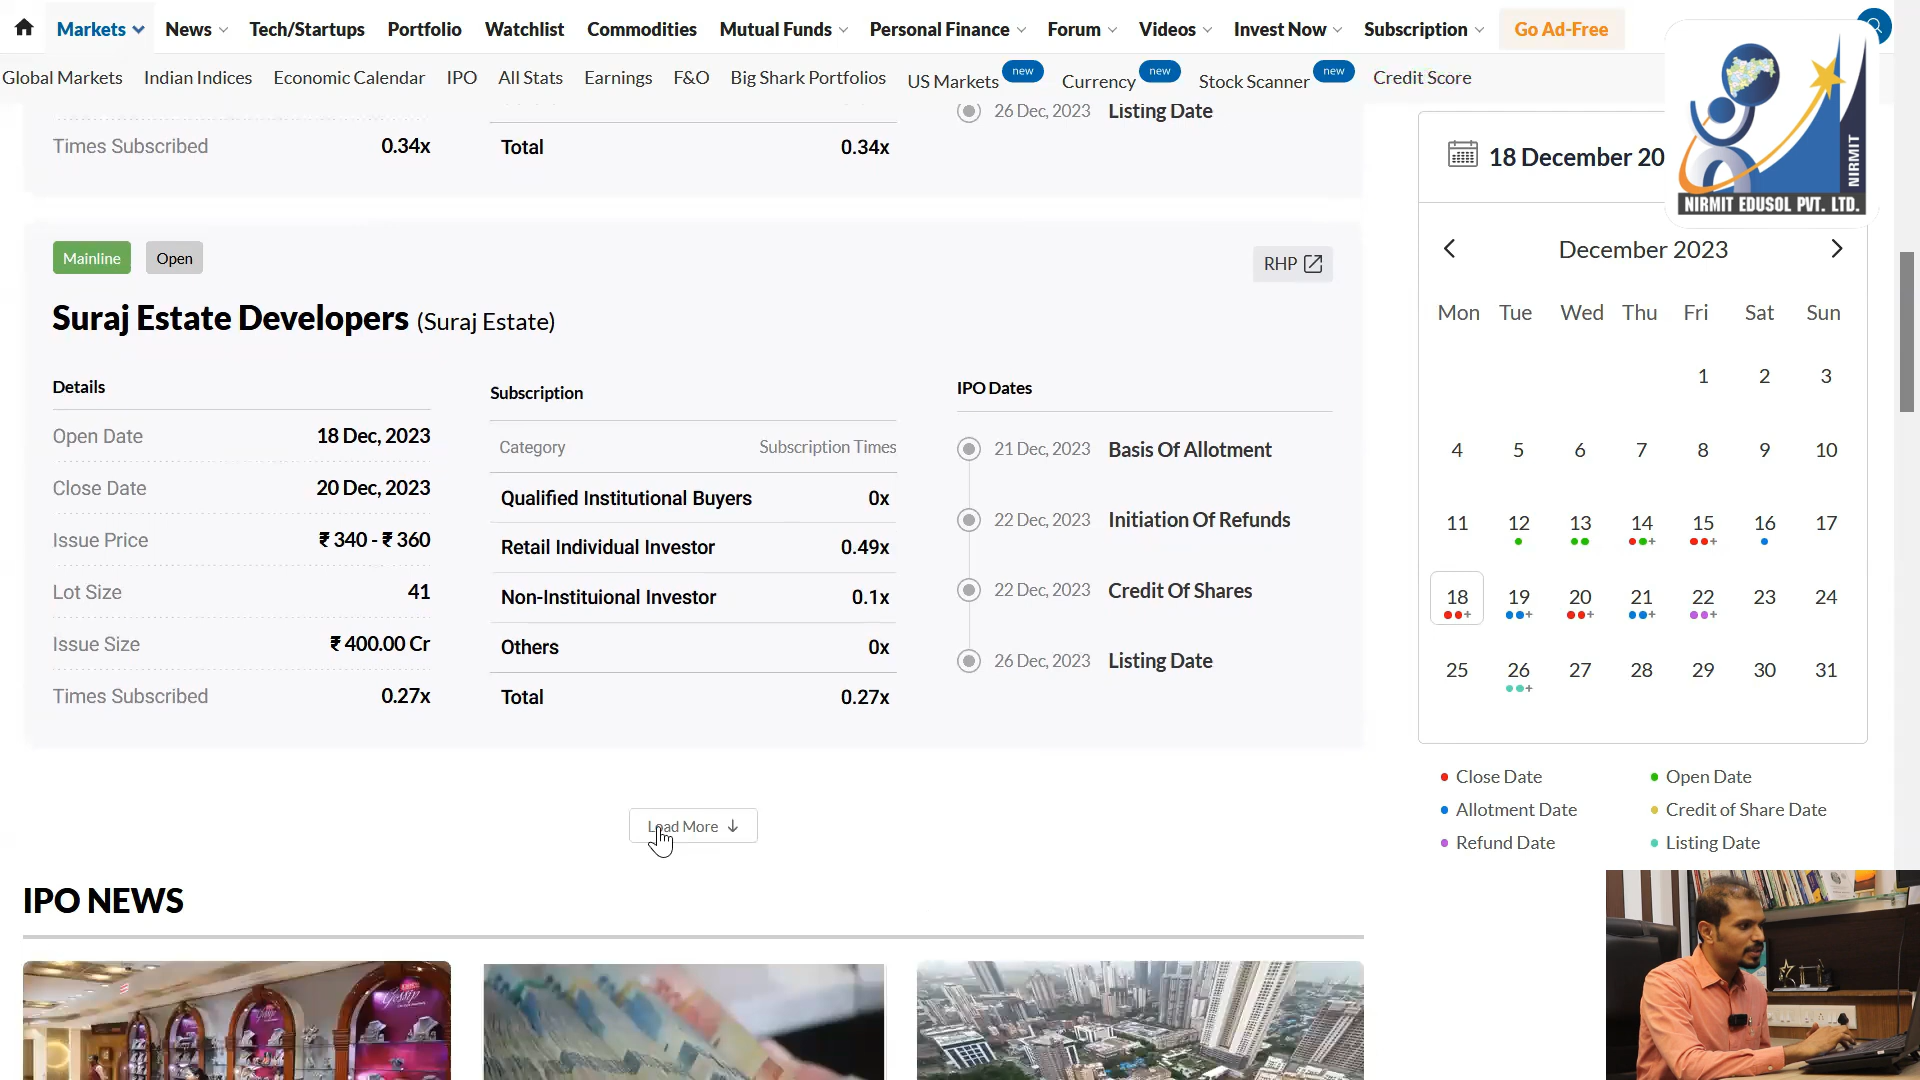 Markets News Tech/Startups Portfolio Watchlist Commodities Mutual Funds Personal Finance Forum Videos Invest Now Subscription Go Ad-Free
Global Markets Indian Indices Economic Calendar IPO All Stats Earnings F&O Big Shark Portfolios US Markets new Currency new Stock Scanner new Credit Score
26 Dec, 2023 Listing Date
Times Subscribed 0.34x
Total 0.34x
Mainline Open
RHP
Suraj Estate Developers (Suraj Estate)
Details
Open Date 18 Dec, 2023
Close Date 20 Dec, 2023
Issue Price ₹ 340 - ₹ 360
Lot Size 41
Issue Size ₹ 400.00 Cr
Times Subscribed 0.27x
Subscription
Category Subscription Times
Qualified Institutional Buyers 0x
Retail Individual Investor 0.49x
Non-Instituional Investor 0.1x
Others 0x
Total 0.27x
IPO Dates
21 Dec, 2023 Basis Of Allotment
22 Dec, 2023 Initiation Of Refunds
22 Dec, 2023 Credit Of Shares
26 Dec, 2023 Listing Date
Load More
IPO NEWS
Gossip
18 December 20
NIRMIT
NIRMIT EDUSOL PVT. LTD.
December 2023
Mon Tue Wed Thu Fri Sat Sun
1 2 3
4 5 6 7 8 9 10
11 12 13 14 15 16 17
18 19 20 21 22 23 24
25 26 27 28 29 30 31
Close Date Open Date
Allotment Date Credit of Share Date
Refund Date Listing Date